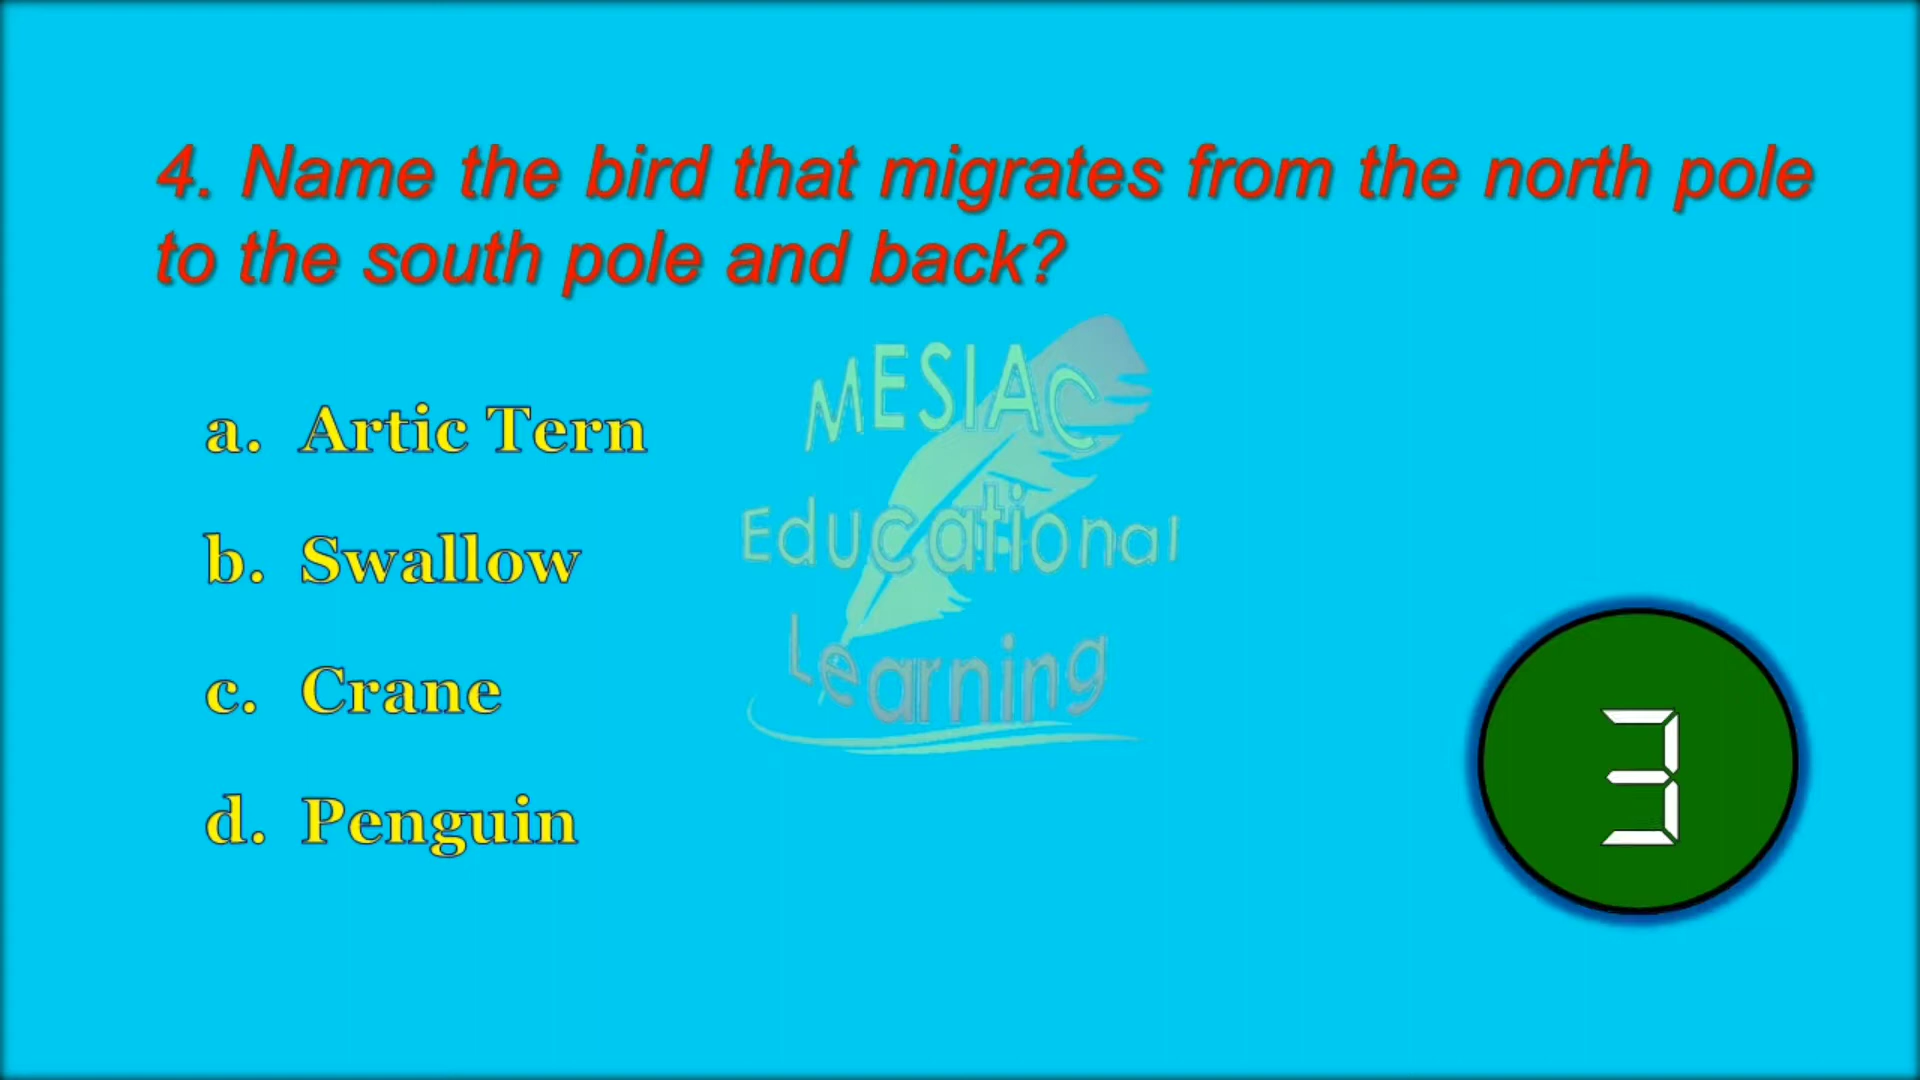 4. Name the bird that migrates from the north pole
to the south pole and back?
a. Artic Tern
b. Swallow
c. Crane
d. Penguin
MESIAC
Educational
Learning
3